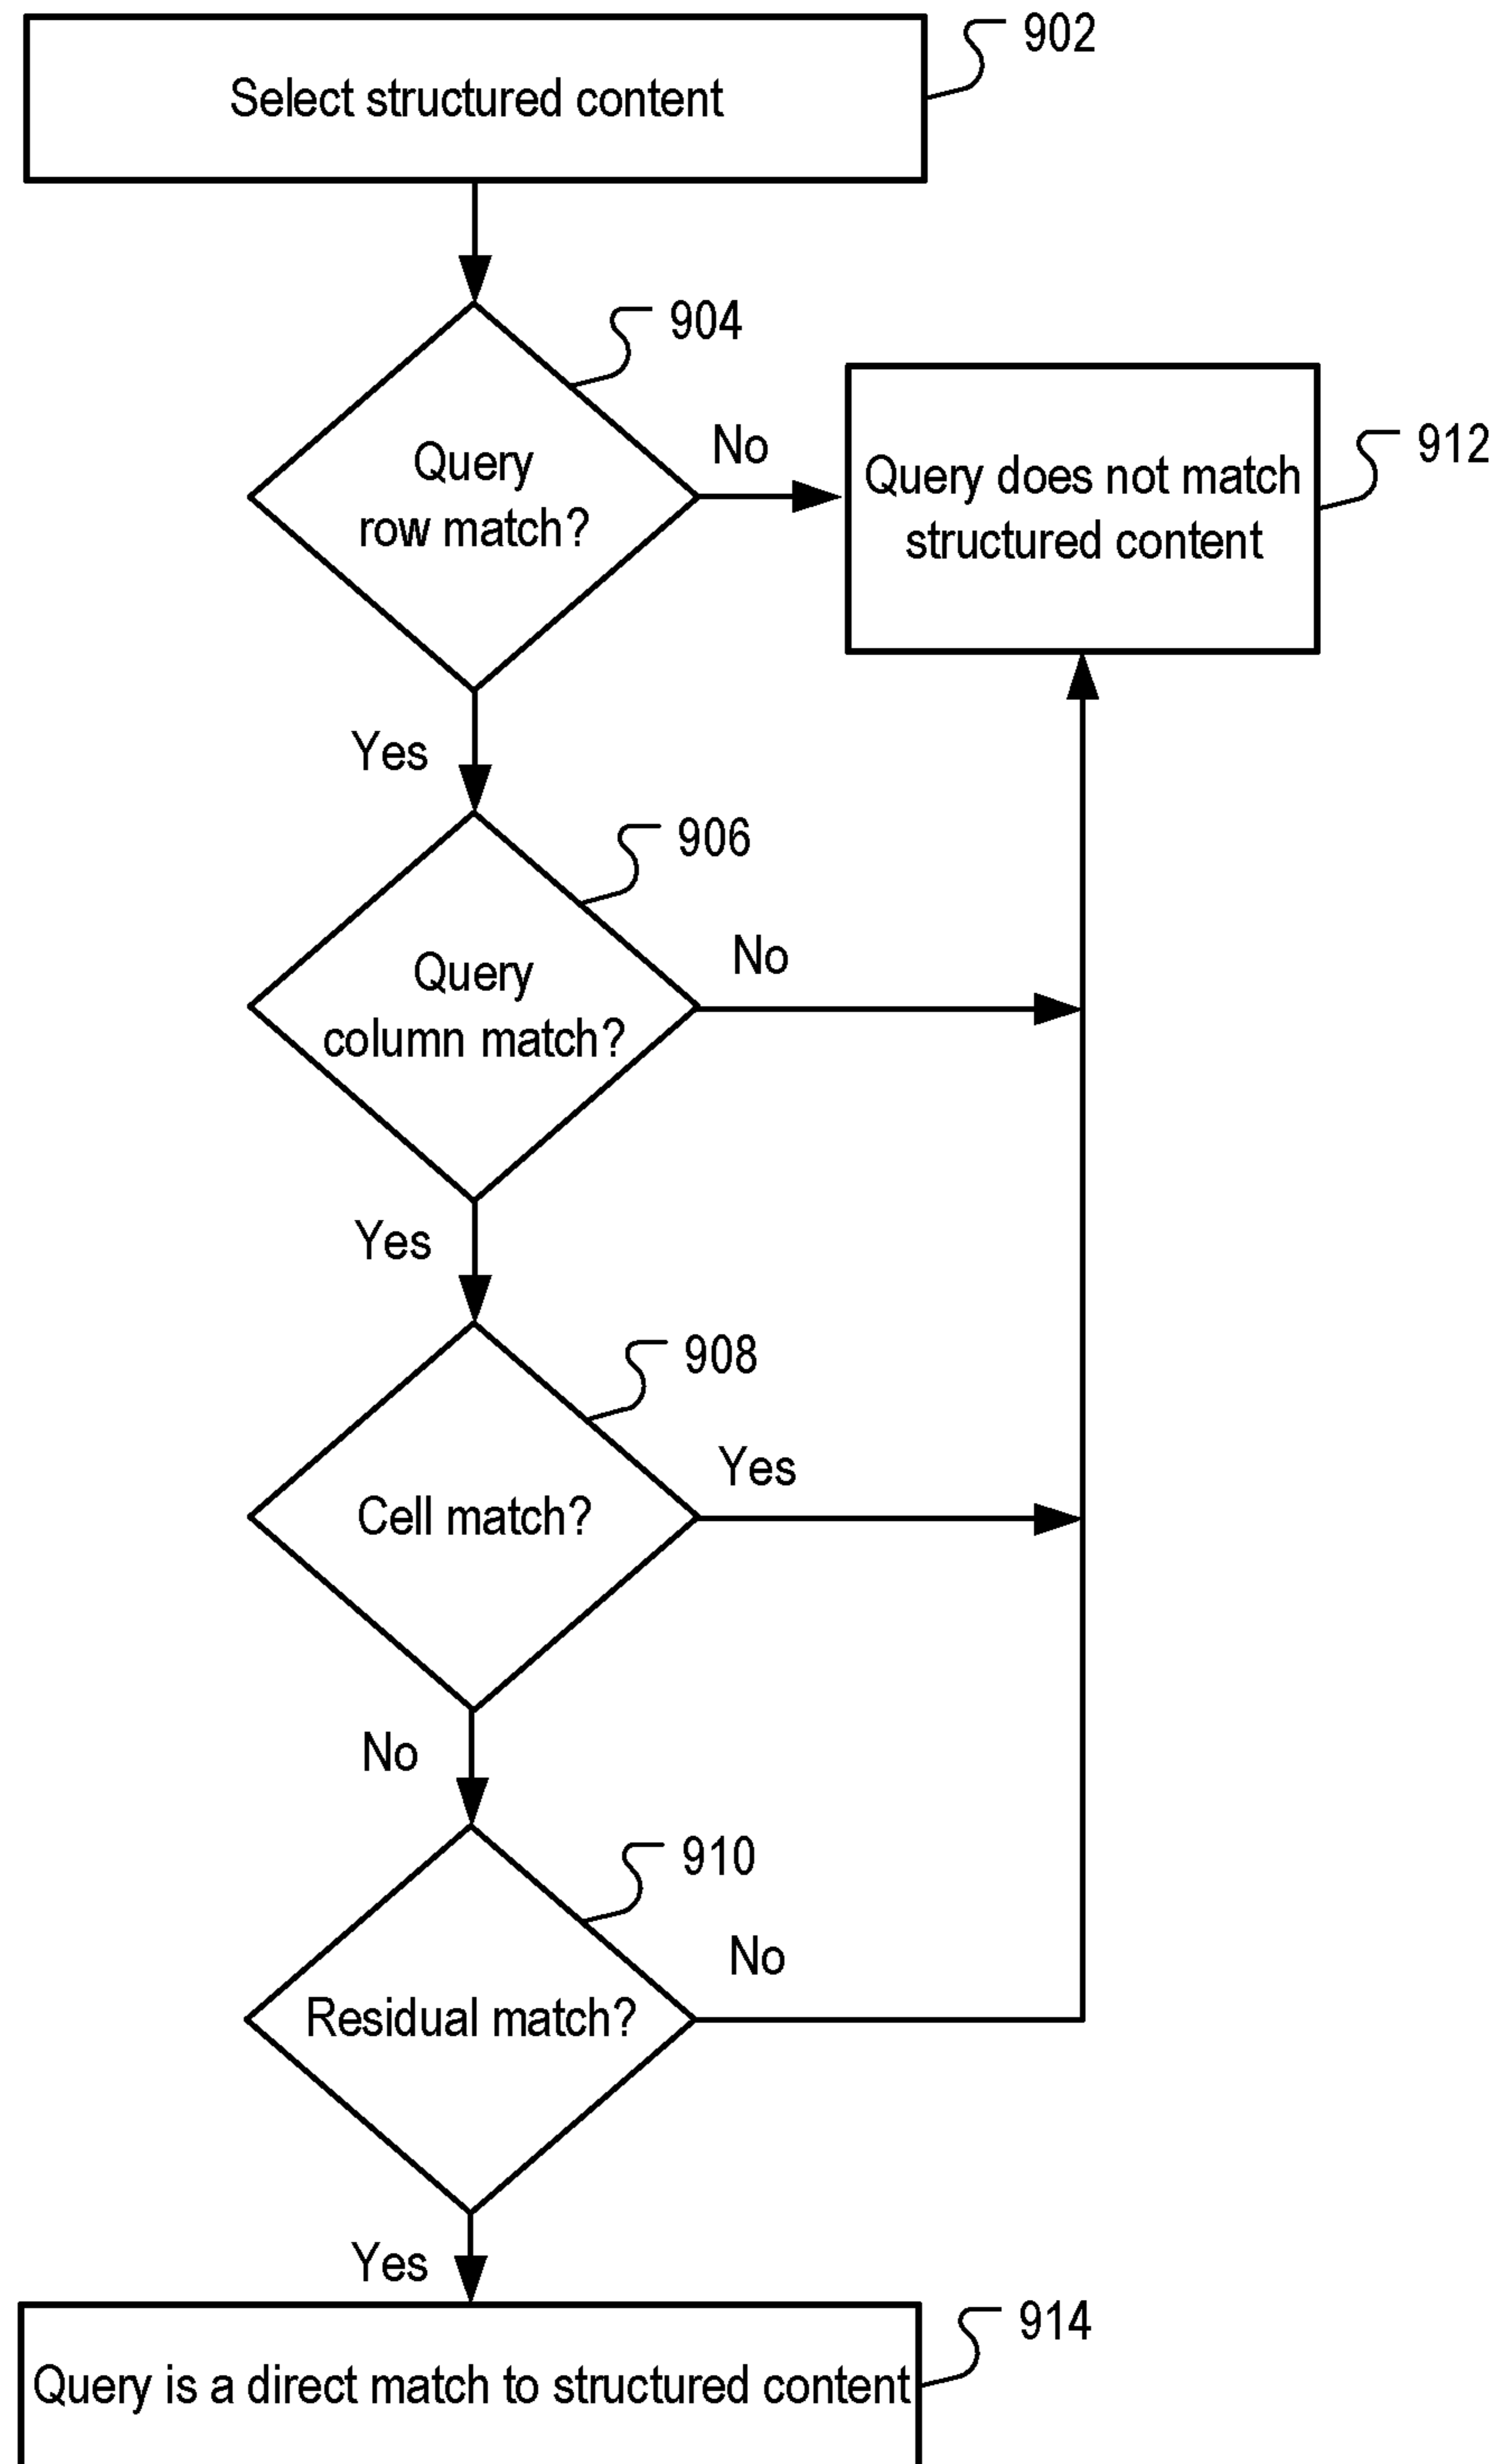 902
Select structured content
904
Query
row match?
No
Query does not match
structured content
912
Yes
906
Query
column match?
No
Yes
908
Cell match?
Yes
No
910
Residual match?
No
Yes
914
Query is a direct match to structured content